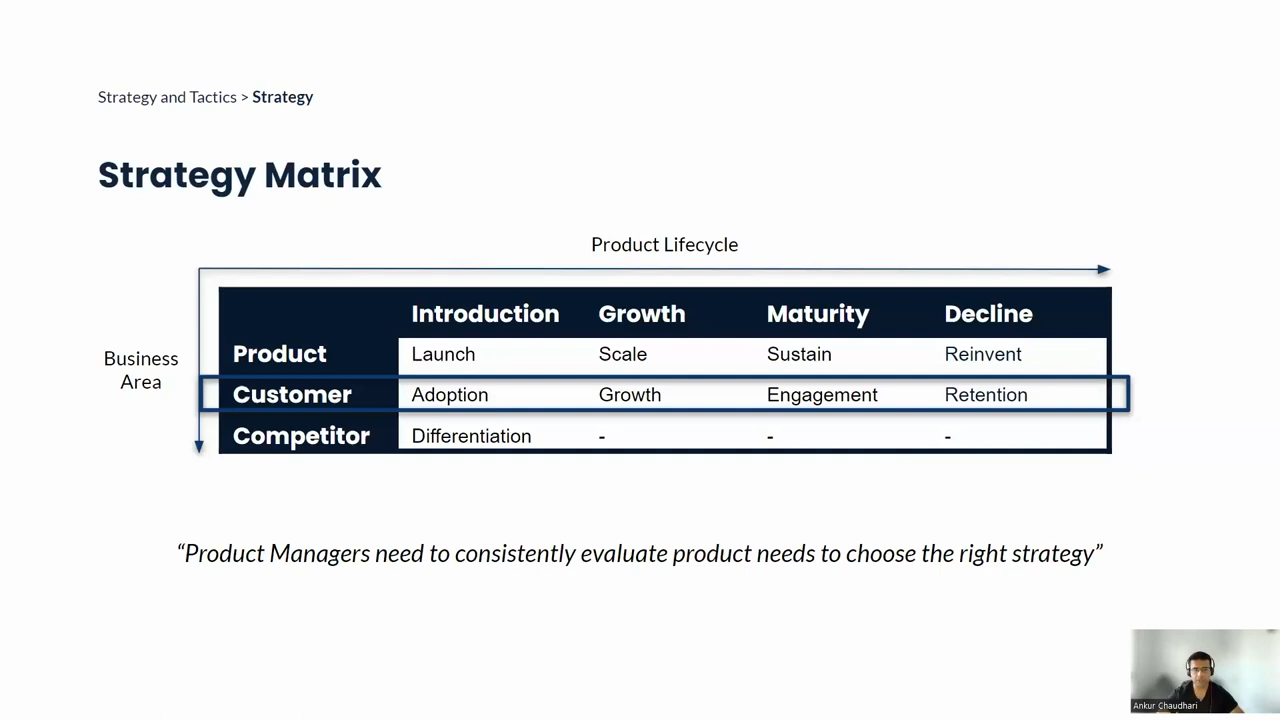 Strategy and Tactics > Strategy
Strategy Matrix
Product Lifecycle
Business
Area
Introduction Growth Maturity Decline
Product Launch Scale Sustain Reinvent
Customer Adoption Growth Engagement Retention
Competitor Differentiation - - -
“Product Managers need to consistently evaluate product needs to choose the right strategy”
Ankur Chaudhari